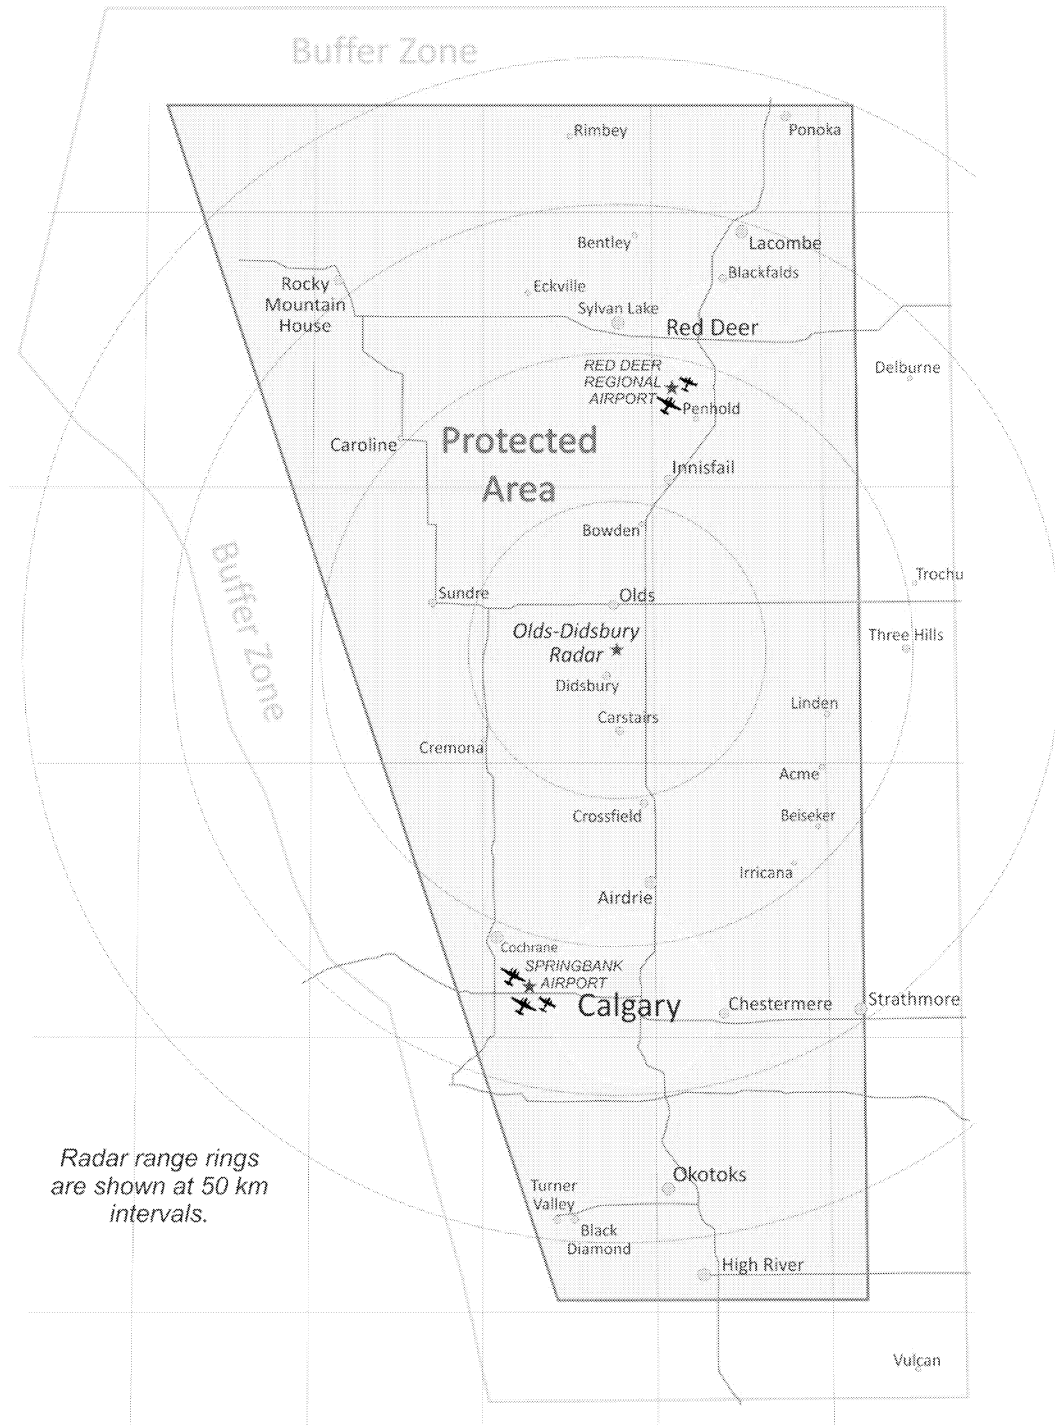 Buffer Zone
Rimbey
Ponoka
Bentley
Lacombe
Blackfalds
Rocky
Mountain
House
Eckville
Sylvan Lake
Red Deer
RED DEER
REGIONAL
AIRPORT
Penhold
Delburne
Caroline
Protected
Area
Innisfail
Bowden
Buffer Zone
Sundre
Olds
Trochu
Olds-Didsbury
Radar
Three Hills
Didsbury
Linden
Carstairs
Cremona
Acme
Crossfield
Beiseker
Irricana
Airdrie
Cochrane
SPRINGBANK
AIRPORT
Calgary
Chestermere
Strathmore
Radar range rings
are shown at 50 km
intervals.
Okotoks
Turner
Valley
Black
Diamond
High River
Vulcan